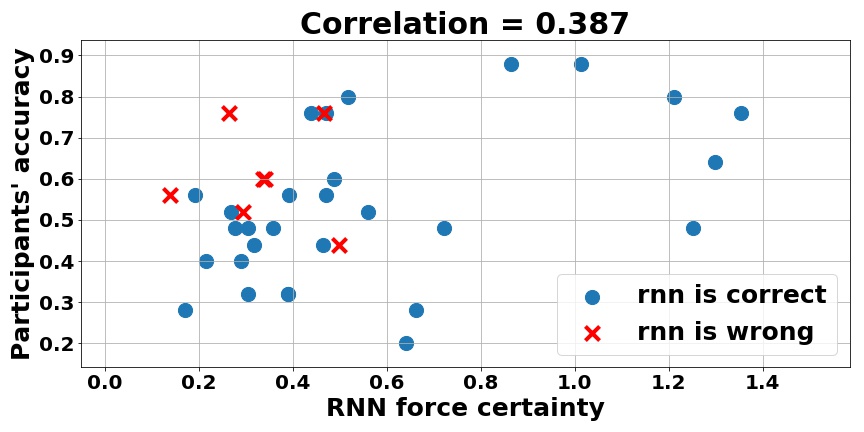 Correlation = 0.387
Participants' accuracy
0.9
0.8
0.7
0.6
0.5
0.4
0.3
0.2
rnn is correct
rnn is wrong
0.0 0.2 0.4 0.6 0.8 1.0 1.2 1.4
RNN force certainty